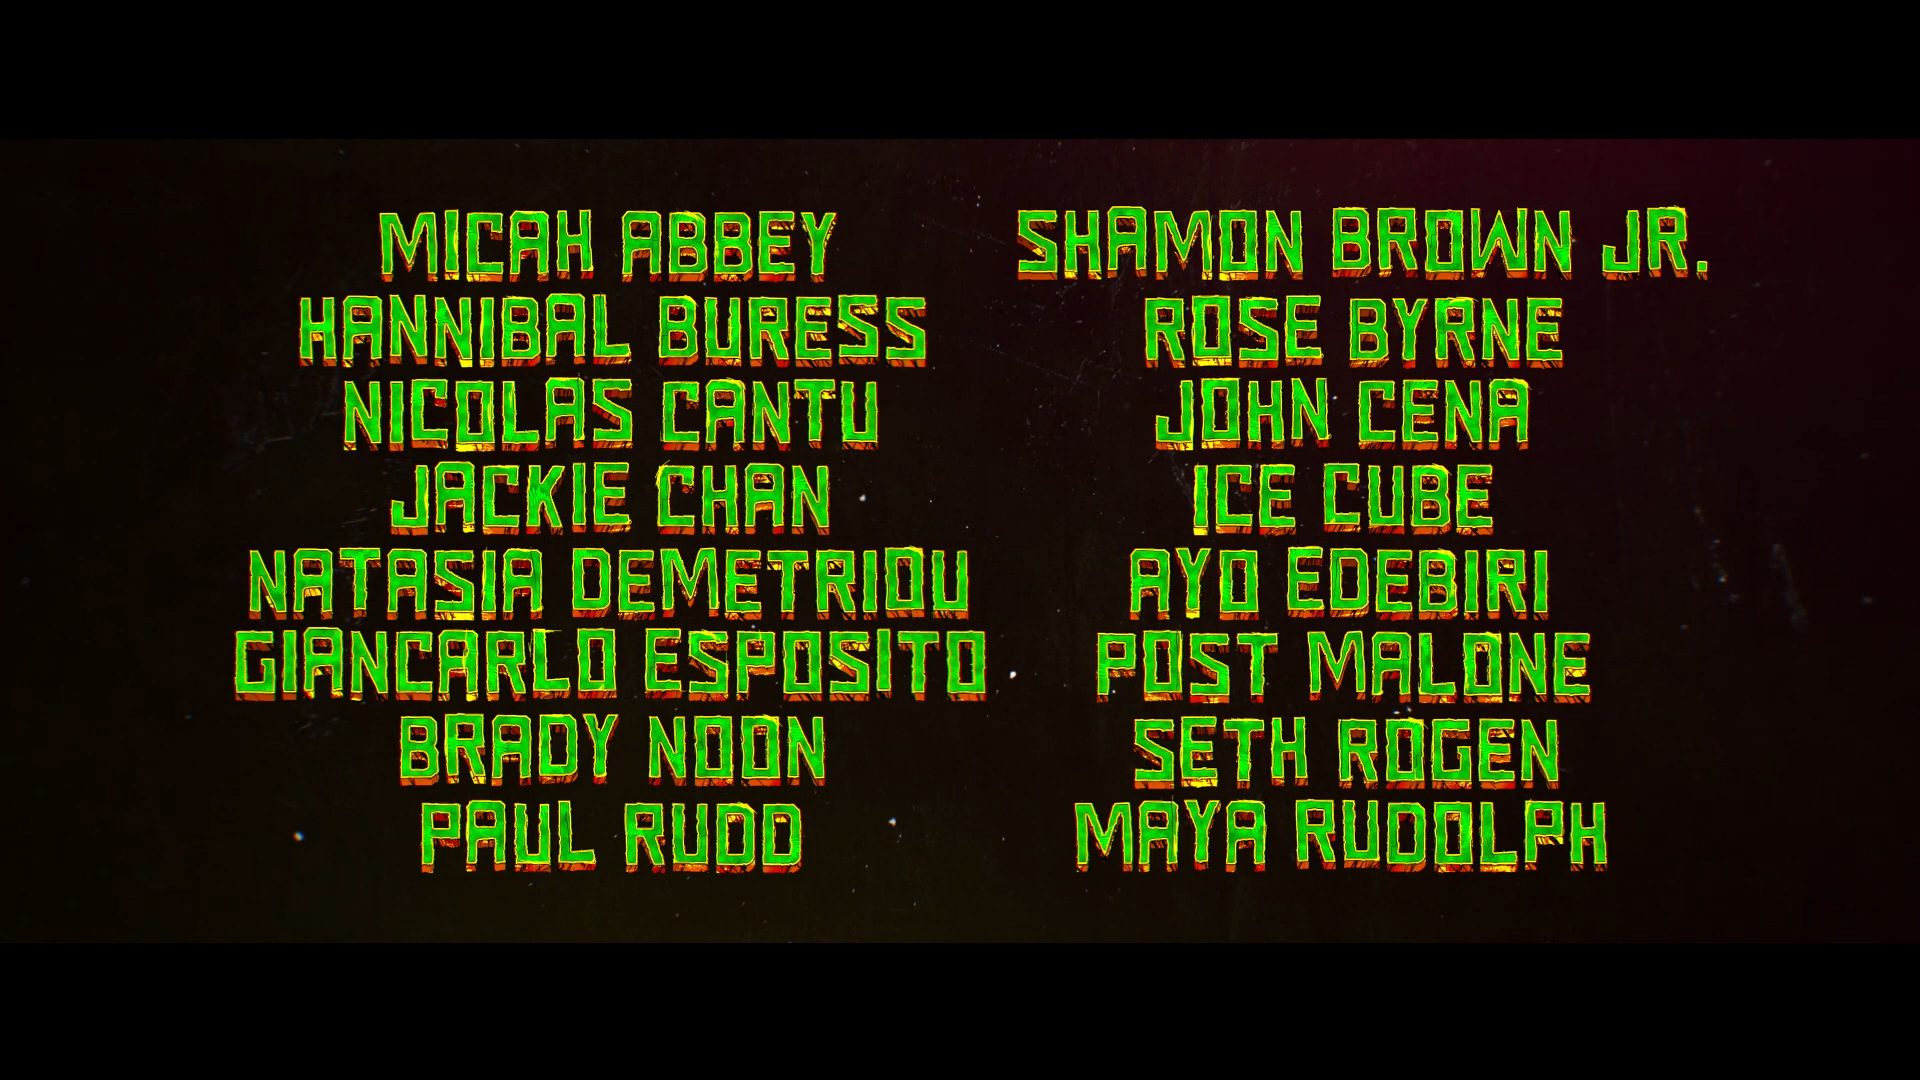 MICAH ABBEY SHAMON BROWN JR.
HANNIBAL BURESS ROSE BYRNE
NICOLAS CANTU JOHN CENA
JACKIE CHAN ICE CUBE
NATASIA DEMETRIOU AYO EDEBIRI
GIANCARLO ESPOSITO POST MALONE
BRADY NOON SETH ROGEN
PAUL RUDD MAYA RUDOLPH